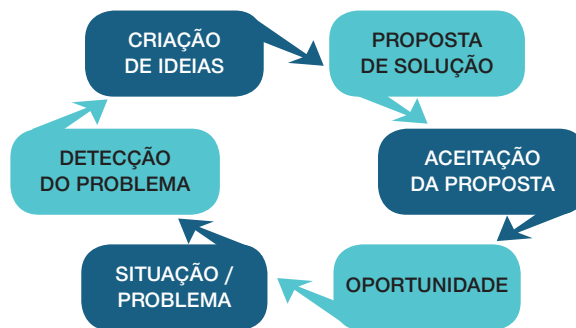 CRIAÇÃO
DE IDEIAS
PROPOSTA
DE SOLUÇÃO
DETECÇÃO
DO PROBLEMA
ACEITAÇÃO
DA PROPOSTA
SITUAÇÃO /
PROBLEMA
OPORTUNIDADE